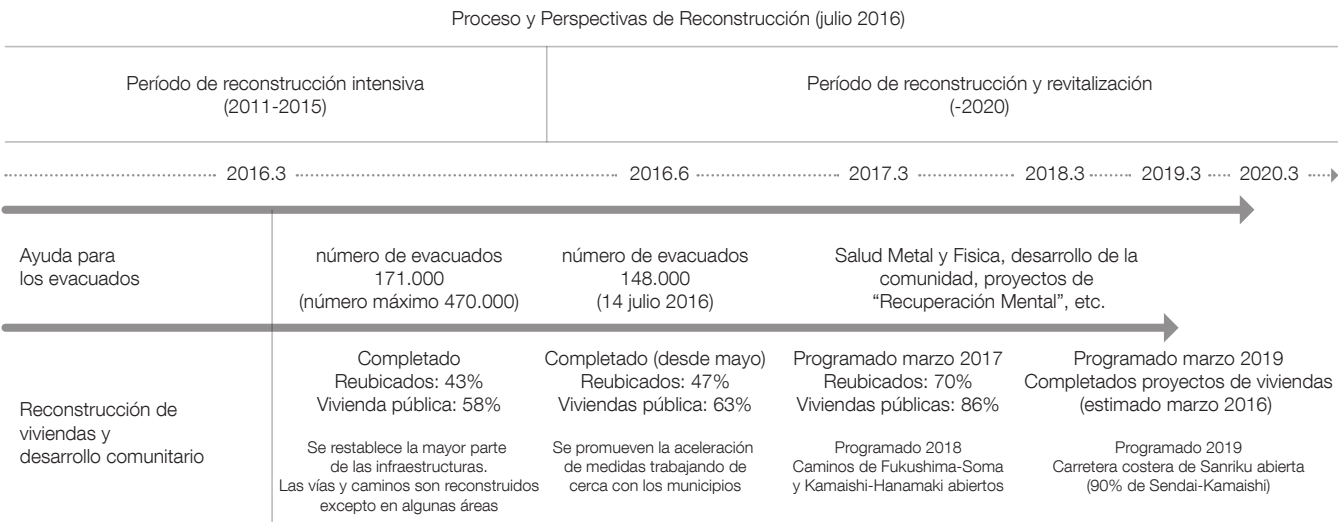 Proceso y Perspectivas de Reconstrucción (julio 2016)
Período de reconstrucción intensiva
(2011-2015)
Período de reconstrucción y revitalización
(-2020)
2016.3 2016.6 2017.3 2018.3 2019.3 2020.3
Ayuda para
los evacuados
número de evacuados
171.000
(número máximo 470.000)
número de evacuados
148.000
(14 julio 2016)
Salud Metal y Fisica, desarrollo de la
comunidad, proyectos de
“Recuperación Mental”, etc.
Reconstrucción de
viviendas y
desarrollo comunitario
Completado
Reubicados: 43%
Vivienda pública: 58%
Se restablece la mayor parte
de las infraestructuras.
Las vías y caminos son reconstruidos
excepto en algunas áreas
Completado (desde mayo)
Reubicados: 47%
Viviendas pública: 63%
Se promueven la aceleración
de medidas trabajando de
cerca con los municipios
Programado marzo 2017
Reubicados: 70%
Viviendas públicas: 86%
Programado 2018
Caminos de Fukushima-Soma
y Kamaishi-Hanamaki abiertos
Programado marzo 2019
Completados proyectos de viviendas
(estimado marzo 2016)
Programado 2019
Carretera costera de Sanriku abierta
(90% de Sendai-Kamaishi)